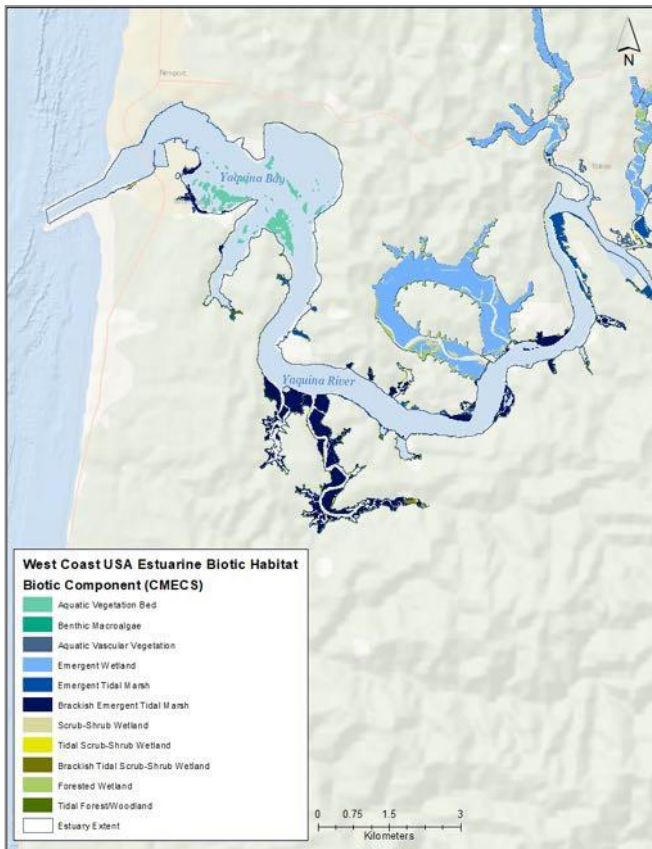 N
Newport
Toledo
Yaquina Bay
Yaquina River
West Coast USA Estuarine Biotic Habitat
Biotic Component (CMECS)
Aquatic Vegetation Bed
Benthic Macroalgae
Aquatic Vascular Vegetation
Emergent Wetland
Emergent Tidal Marsh
Brackish Emergent Tidal Marsh
Scrub-Shrub Wetland
Tidal Scrub-Shrub Wetland
Brackish Tidal Scrub-Shrub Wetland
Forested Wetland
Tidal Forest/Woodland
Estuary Extent
0 0.75 1.5 3
Kilometers